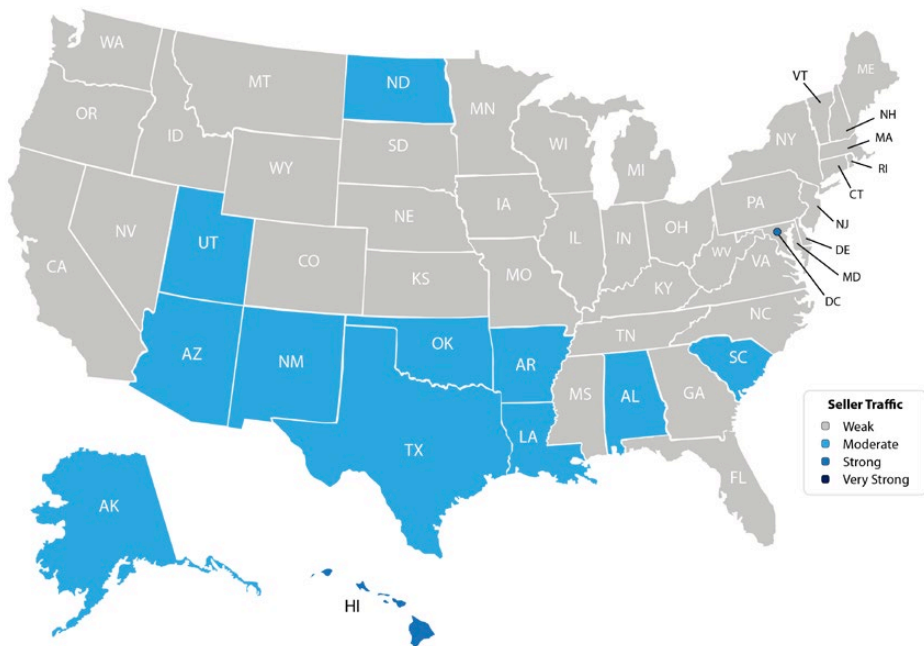 WA
ND
MT
ME
VT
MN
OR
NH
ID
SD
WI
NY
MA
WY
MI
RI
CT
IA
PA
NE
NJ
NV
OH
UT
IL
IN
DE
CA
CO
WV
VA
MD
KS
MO
KY
DC
NC
TN
OK
AZ
NM
AR
SC
MS
AL
GA
Seller Traffic
Weak
Moderate
Strong
Very Strong
LA
TX
FL
AK
HI